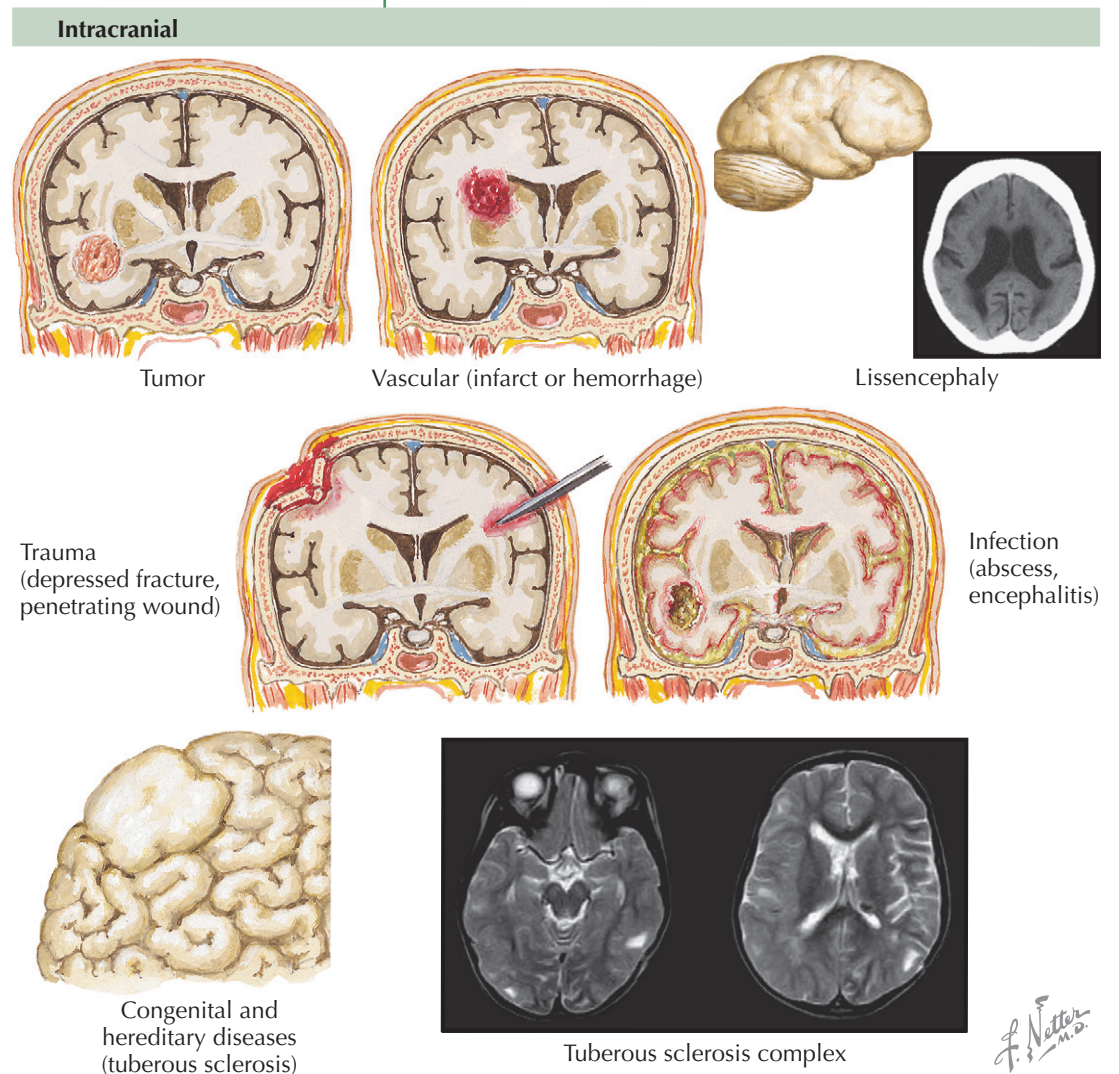 Intracranial
Tumor
Vascular (infarct or hemorrhage)
Lissencephaly
Trauma
(depressed fracture,
penetrating wound)
Infection
(abscess,
encephalitis)
Congenital and
hereditary diseases
(tuberous sclerosis)
Tuberous sclerosis complex
F. Netter
M.D.